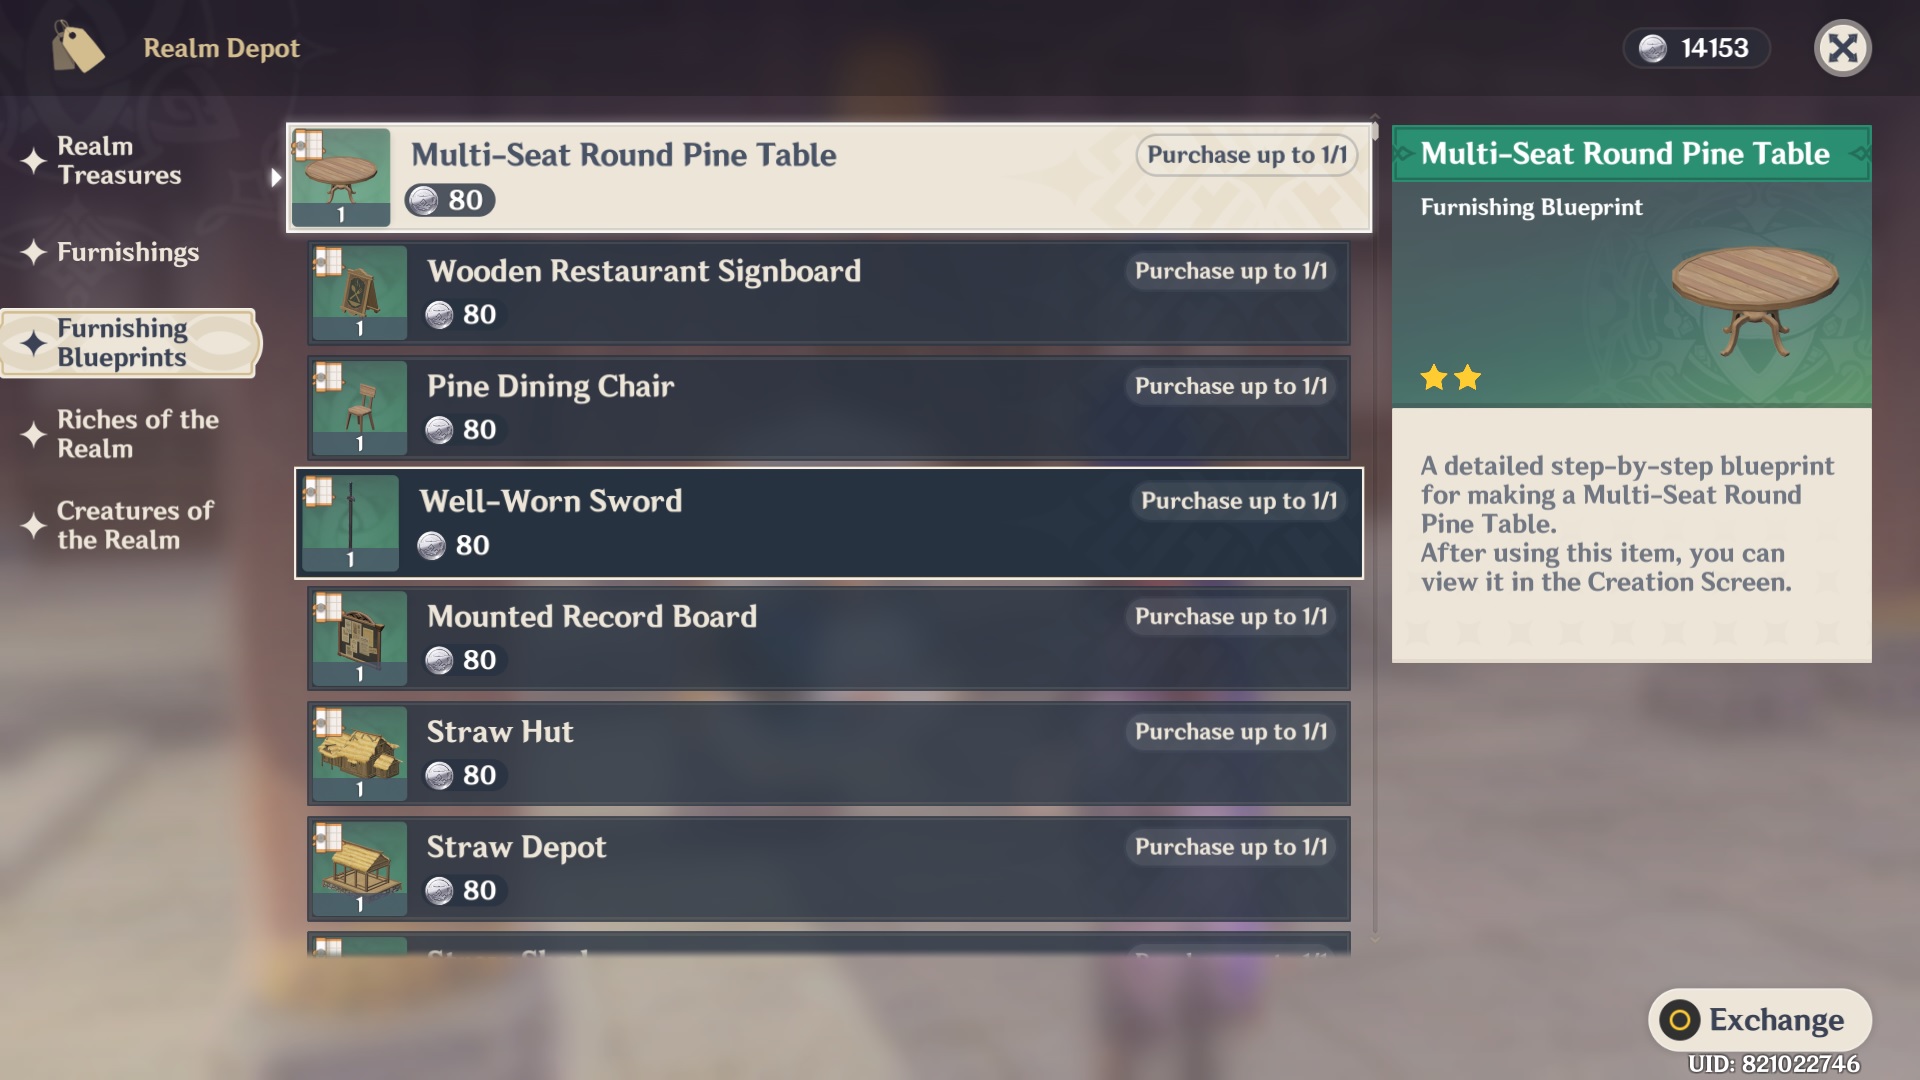 Realm Depot
14153
Realm
Treasures
Furnishings
Furnishing
Blueprints
Riches of the
Realm
Creatures of
the Realm
1
Multi-Seat Round Pine Table
80
Purchase up to 1/1
1
Wooden Restaurant Signboard
80
Purchase up to 1/1
1
Pine Dining Chair
80
Purchase up to 1/1
1
Well-Worn Sword
80
Purchase up to 1/1
1
Mounted Record Board
80
Purchase up to 1/1
1
Straw Hut
80
Purchase up to 1/1
1
Straw Depot
80
Purchase up to 1/1
Multi-Seat Round Pine Table
Furnishing Blueprint
A detailed step-by-step blueprint
for making a Multi-Seat Round
Pine Table.
After using this item, you can
view it in the Creation Screen.
Exchange
UID: 821022746